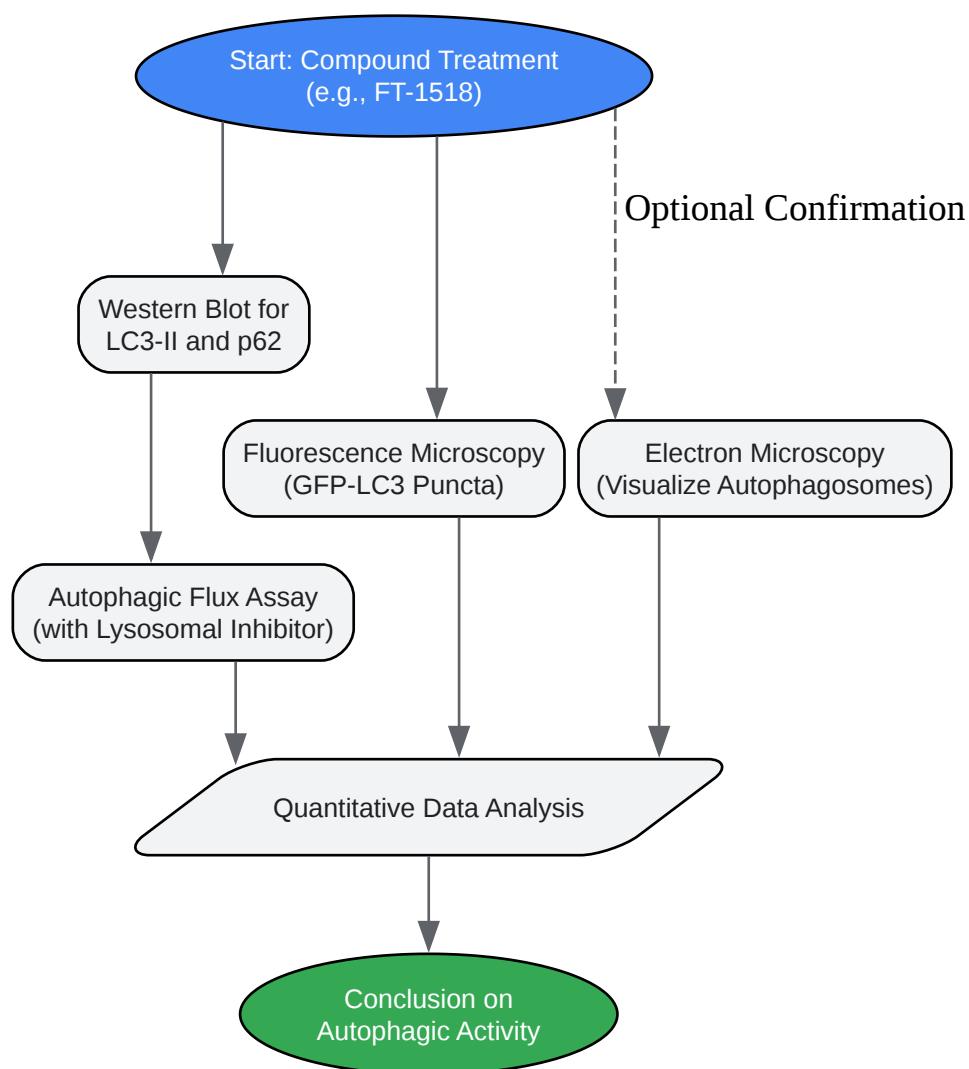 Start: Compound Treatment
(e.g., FT-1518)
Optional Confirmation
Western Blot for
LC3-II and p62
Fluorescence Microscopy
(GFP-LC3 Puncta)
Electron Microscopy
(Visualize Autophagosomes)
Autophagic Flux Assay
(with Lysosomal Inhibitor)
Quantitative Data Analysis
Conclusion on
Autophagic Activity